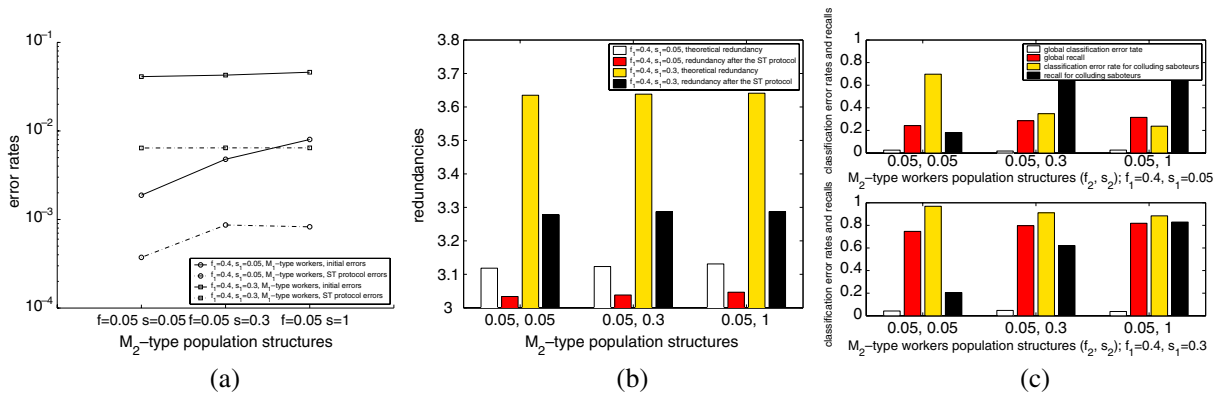 10⁻¹
10⁻²
10⁻³
10⁻⁴
error rates
f₁=0.4, s₁=0.05, M₁−type workers, initial errors
f₁=0.4, s₁=0.05, M₁−type workers, ST protocol errors
f₁=0.4, s₁=0.3, M₁−type workers, initial errors
f₁=0.4, s₁=0.3, M₁−type workers, ST protocol errors
f=0.05 s=0.05 f=0.05 s=0.3 f=0.05 s=1
M₂−type population structures
(a)
3.8
3.7
3.6
3.5
3.4
3.3
3.2
3.1
3
redundancies
f₁=0.4, s₁=0.05, theoretical redundancy
f₁=0.4, s₁=0.05, redundancy after the ST protocol
f₁=0.4, s₁=0.3, theoretical redundancy
f₁=0.4, s₁=0.3, redundancy after the ST protocol
0.05, 0.05 0.05, 0.3 0.05, 1
M₂−type population structures
(b)
classification error rates and recalls
1
0.8
0.6
0.4
0.2
0
global classification error rate
global recall
classification error rate for colluding saboteurs
recall for colluding saboteurs
0.05, 0.05 0.05, 0.3 0.05, 1
M₂−type workers population structures (f₂, s₂); f₁=0.4, s₁=0.05
classification error rates and recalls
1
0.8
0.6
0.4
0.2
0
0.05, 0.05 0.05, 0.3 0.05, 1
M₂−type workers population structures (f₂, s₂); f₁=0.4, s₁=0.3
(c)